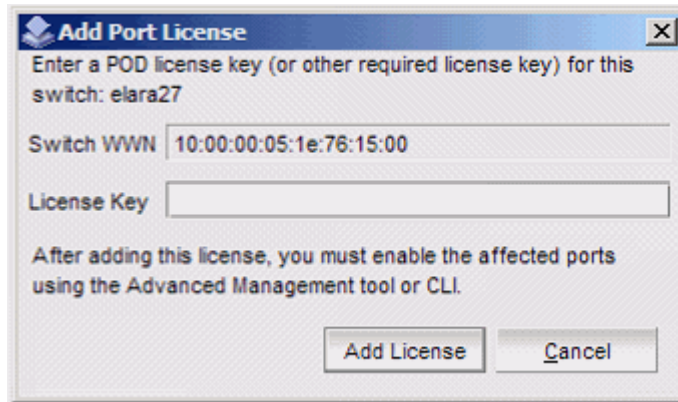 Add Port License
Enter a POD license key (or other required license key) for this
switch: elara27
Switch WWN 10:00:00:05:1e:76:15:00
License Key
After adding this license, you must enable the affected ports
using the Advanced Management tool or CLI.
Add License Cancel